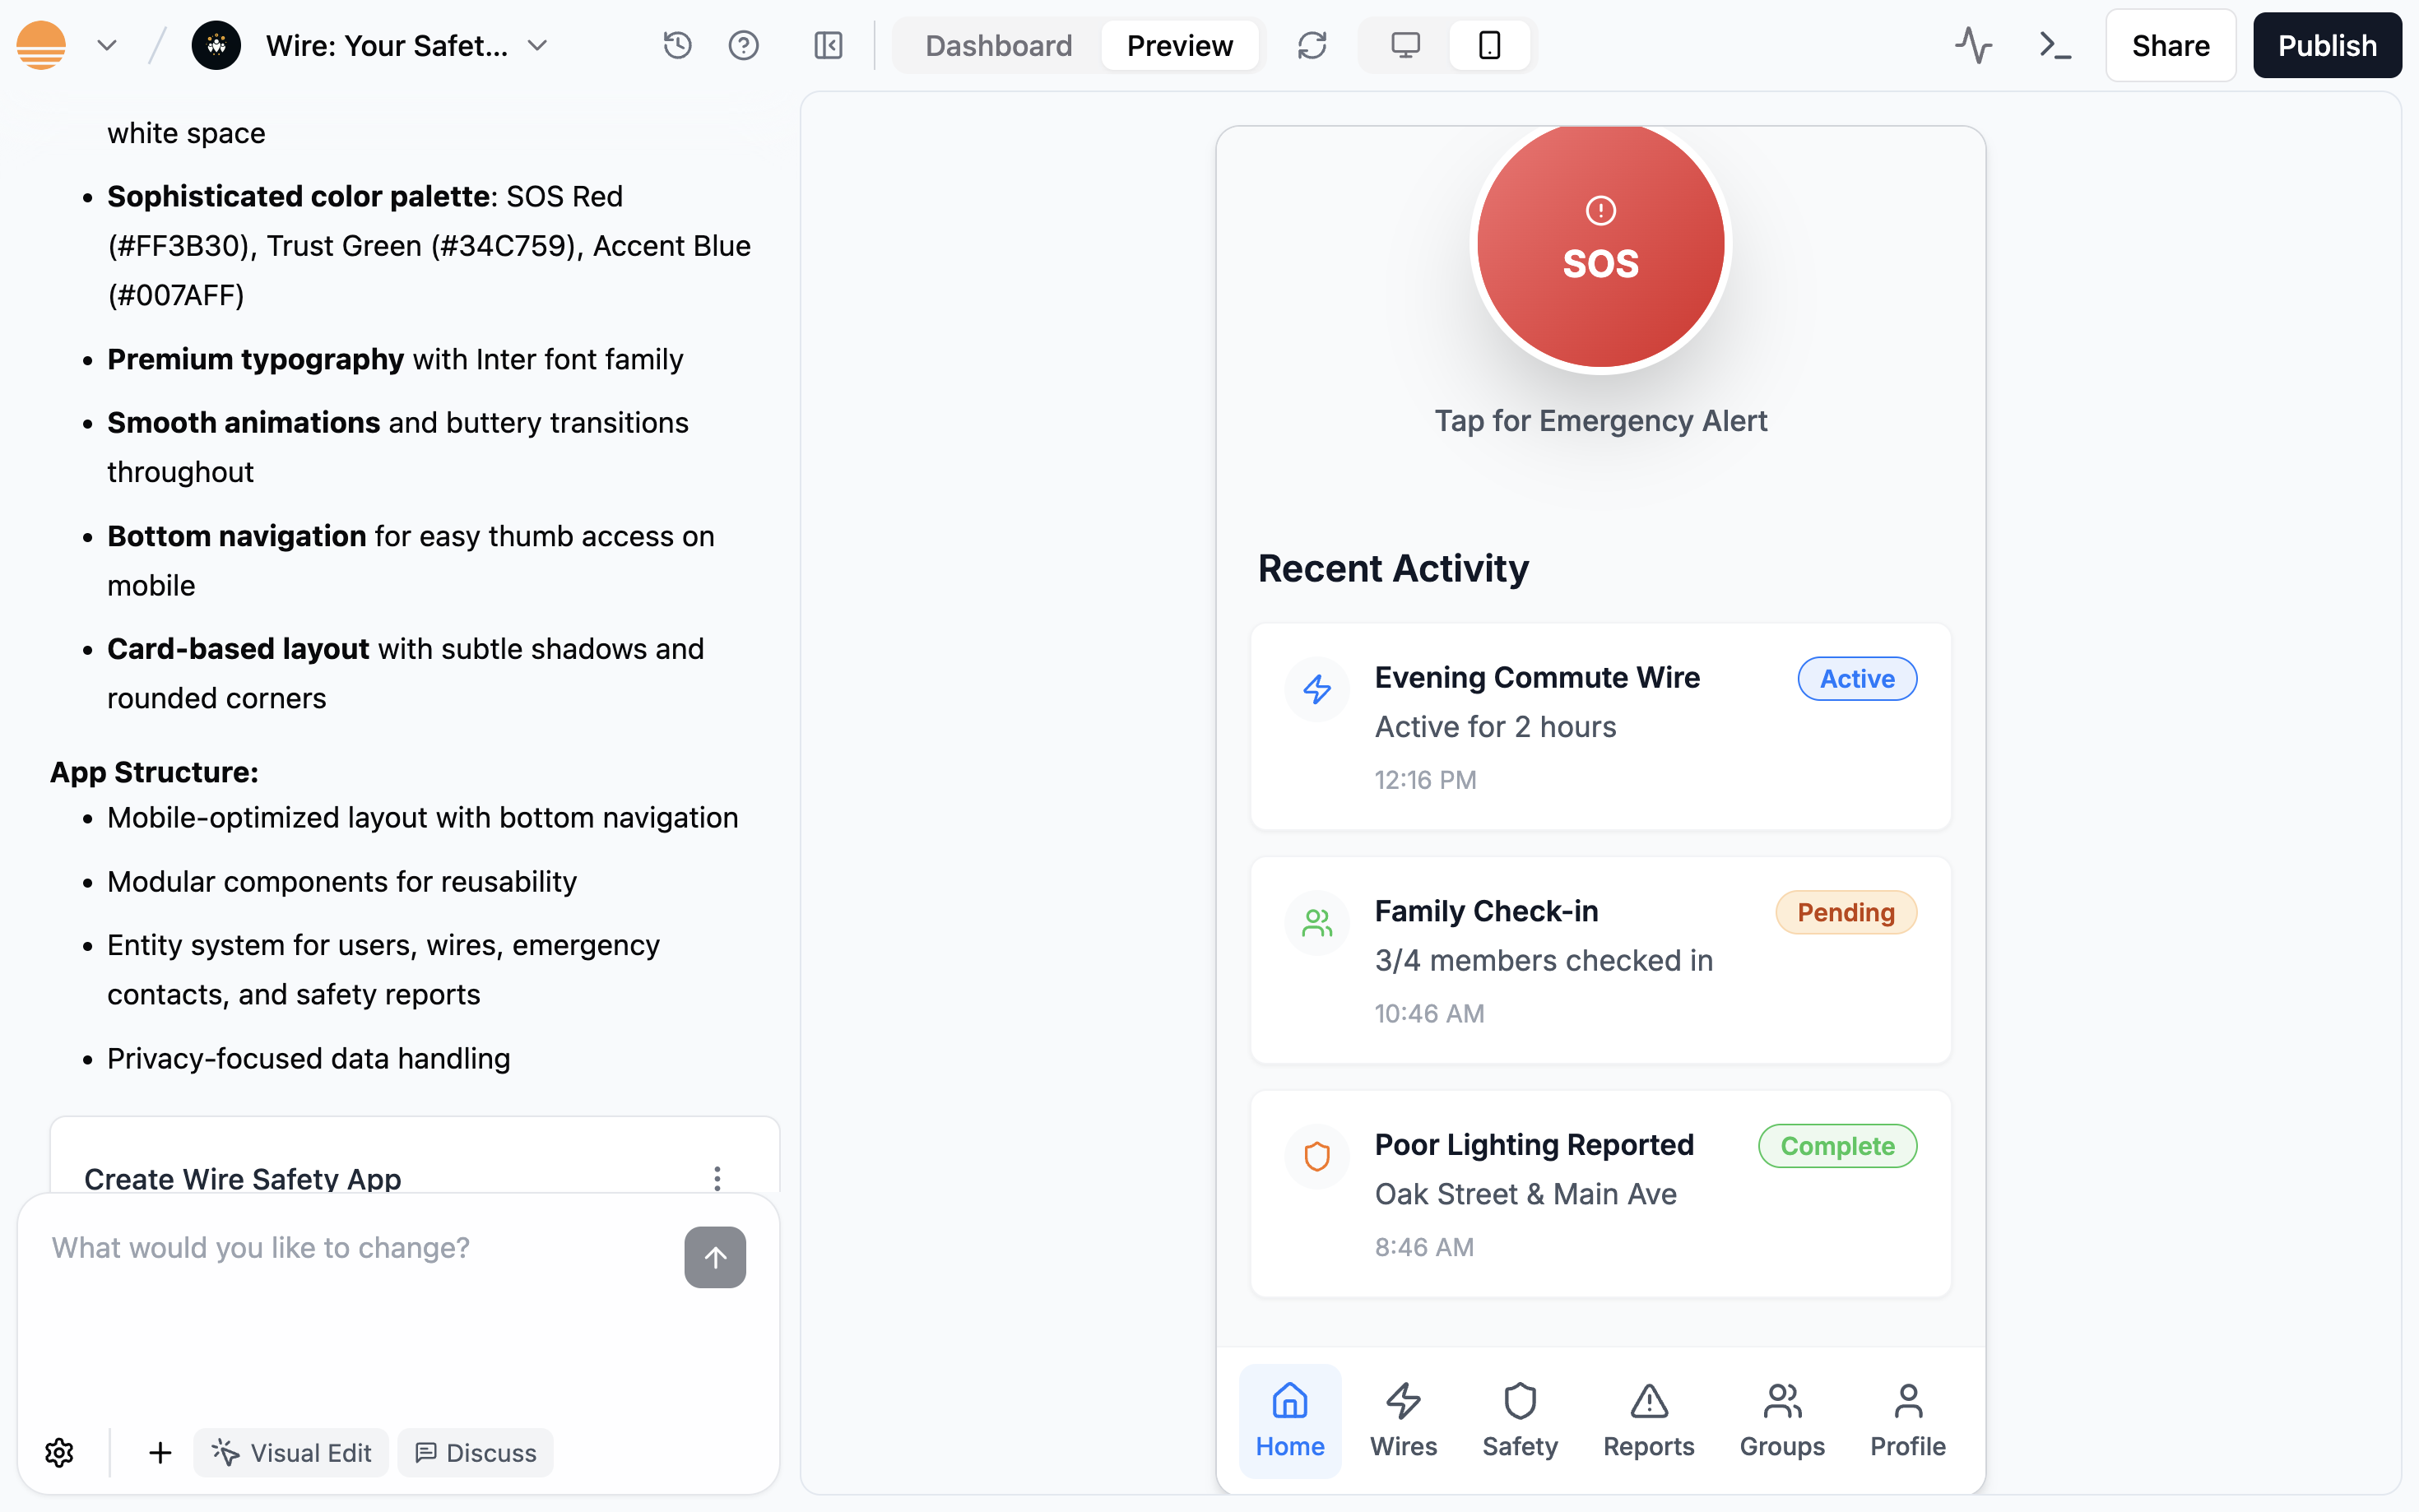 Wire: Your Safet...
Dashboard
Preview
Share
Publish
white space
Sophisticated color palette: SOS Red
(#FF3B30), Trust Green (#34C759), Accent Blue
(#007AFF)
Premium typography with Inter font family
Smooth animations and buttery transitions
throughout
Bottom navigation for easy thumb access on
mobile
Card-based layout with subtle shadows and
rounded corners
App Structure:
Mobile-optimized layout with bottom navigation
Modular components for reusability
Entity system for users, wires, emergency
contacts, and safety reports
Privacy-focused data handling
Create Wire Safety App
What would you like to change?
Visual Edit
Discuss
SOS
Tap for Emergency Alert
Recent Activity
Evening Commute Wire
Active
Active for 2 hours
12:16 PM
Family Check-in
Pending
3/4 members checked in
10:46 AM
Poor Lighting Reported
Complete
Oak Street & Main Ave
8:46 AM
Home
Wires
Safety
Reports
Groups
Profile